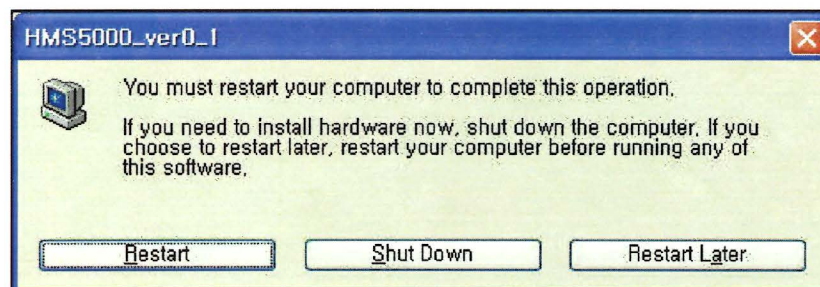 HMS5000_ver0_1
You must restart your computer to complete this operation.
If you need to install hardware now, shut down the computer. If you
choose to restart later, restart your computer before running any of
this software.
Restart Shut Down Restart Later